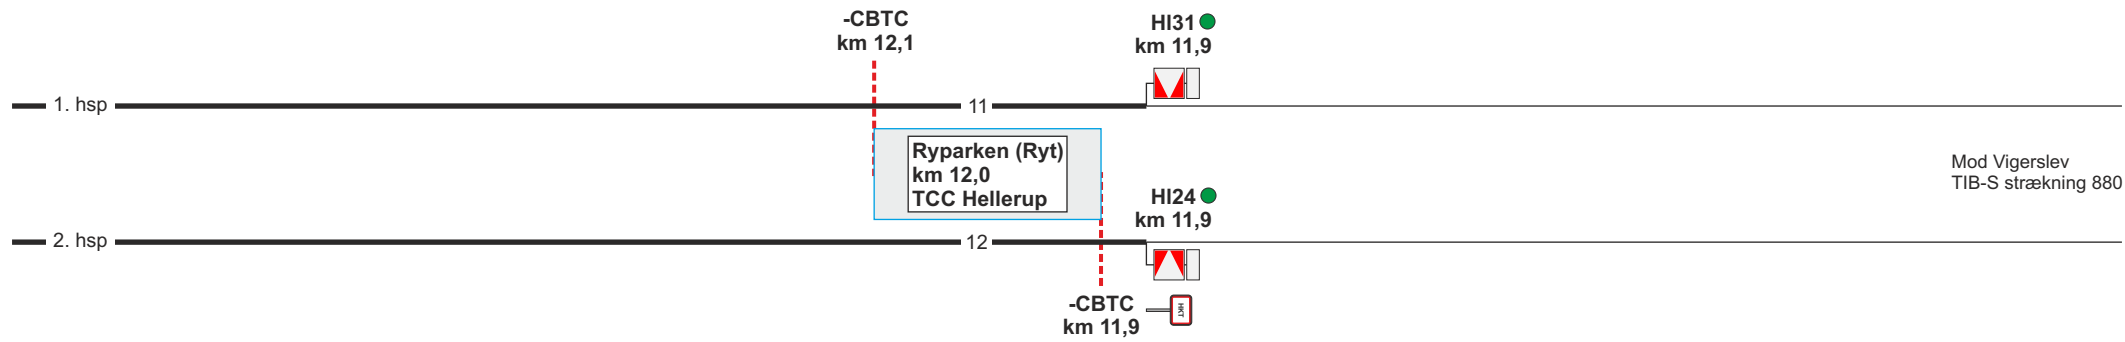 -CBTC
km 12,1
HI31
km 11,9
1. hsp
11
Ryparken (Ryt)
km 12,0
TCC Hellerup
Mod Vigerslev
TIB-S strækning 880
HI24
km 11,9
2. hsp
12
-CBTC
km 11,9
HKT